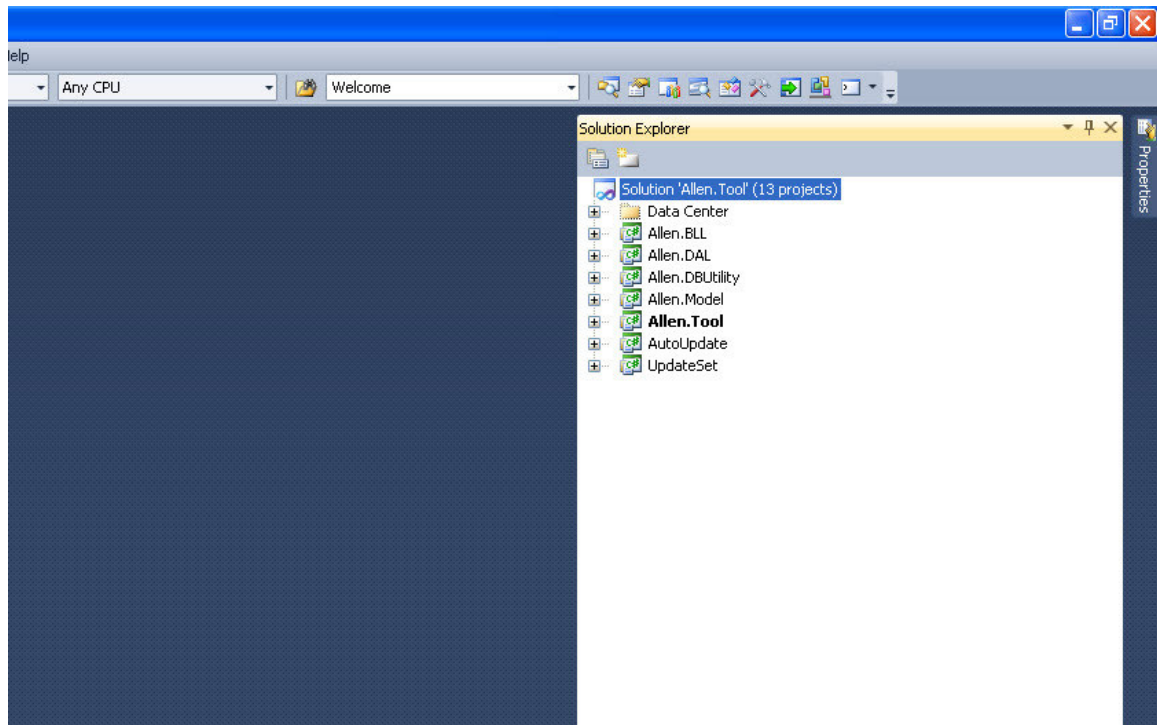 Help
Any CPU
Welcome
Solution Explorer
Properties
Solution 'Allen.Tool' (13 projects)
Data Center
Allen.BLL
Allen.DAL
Allen.DBUtility
Allen.Model
Allen.Tool
AutoUpdate
UpdateSet